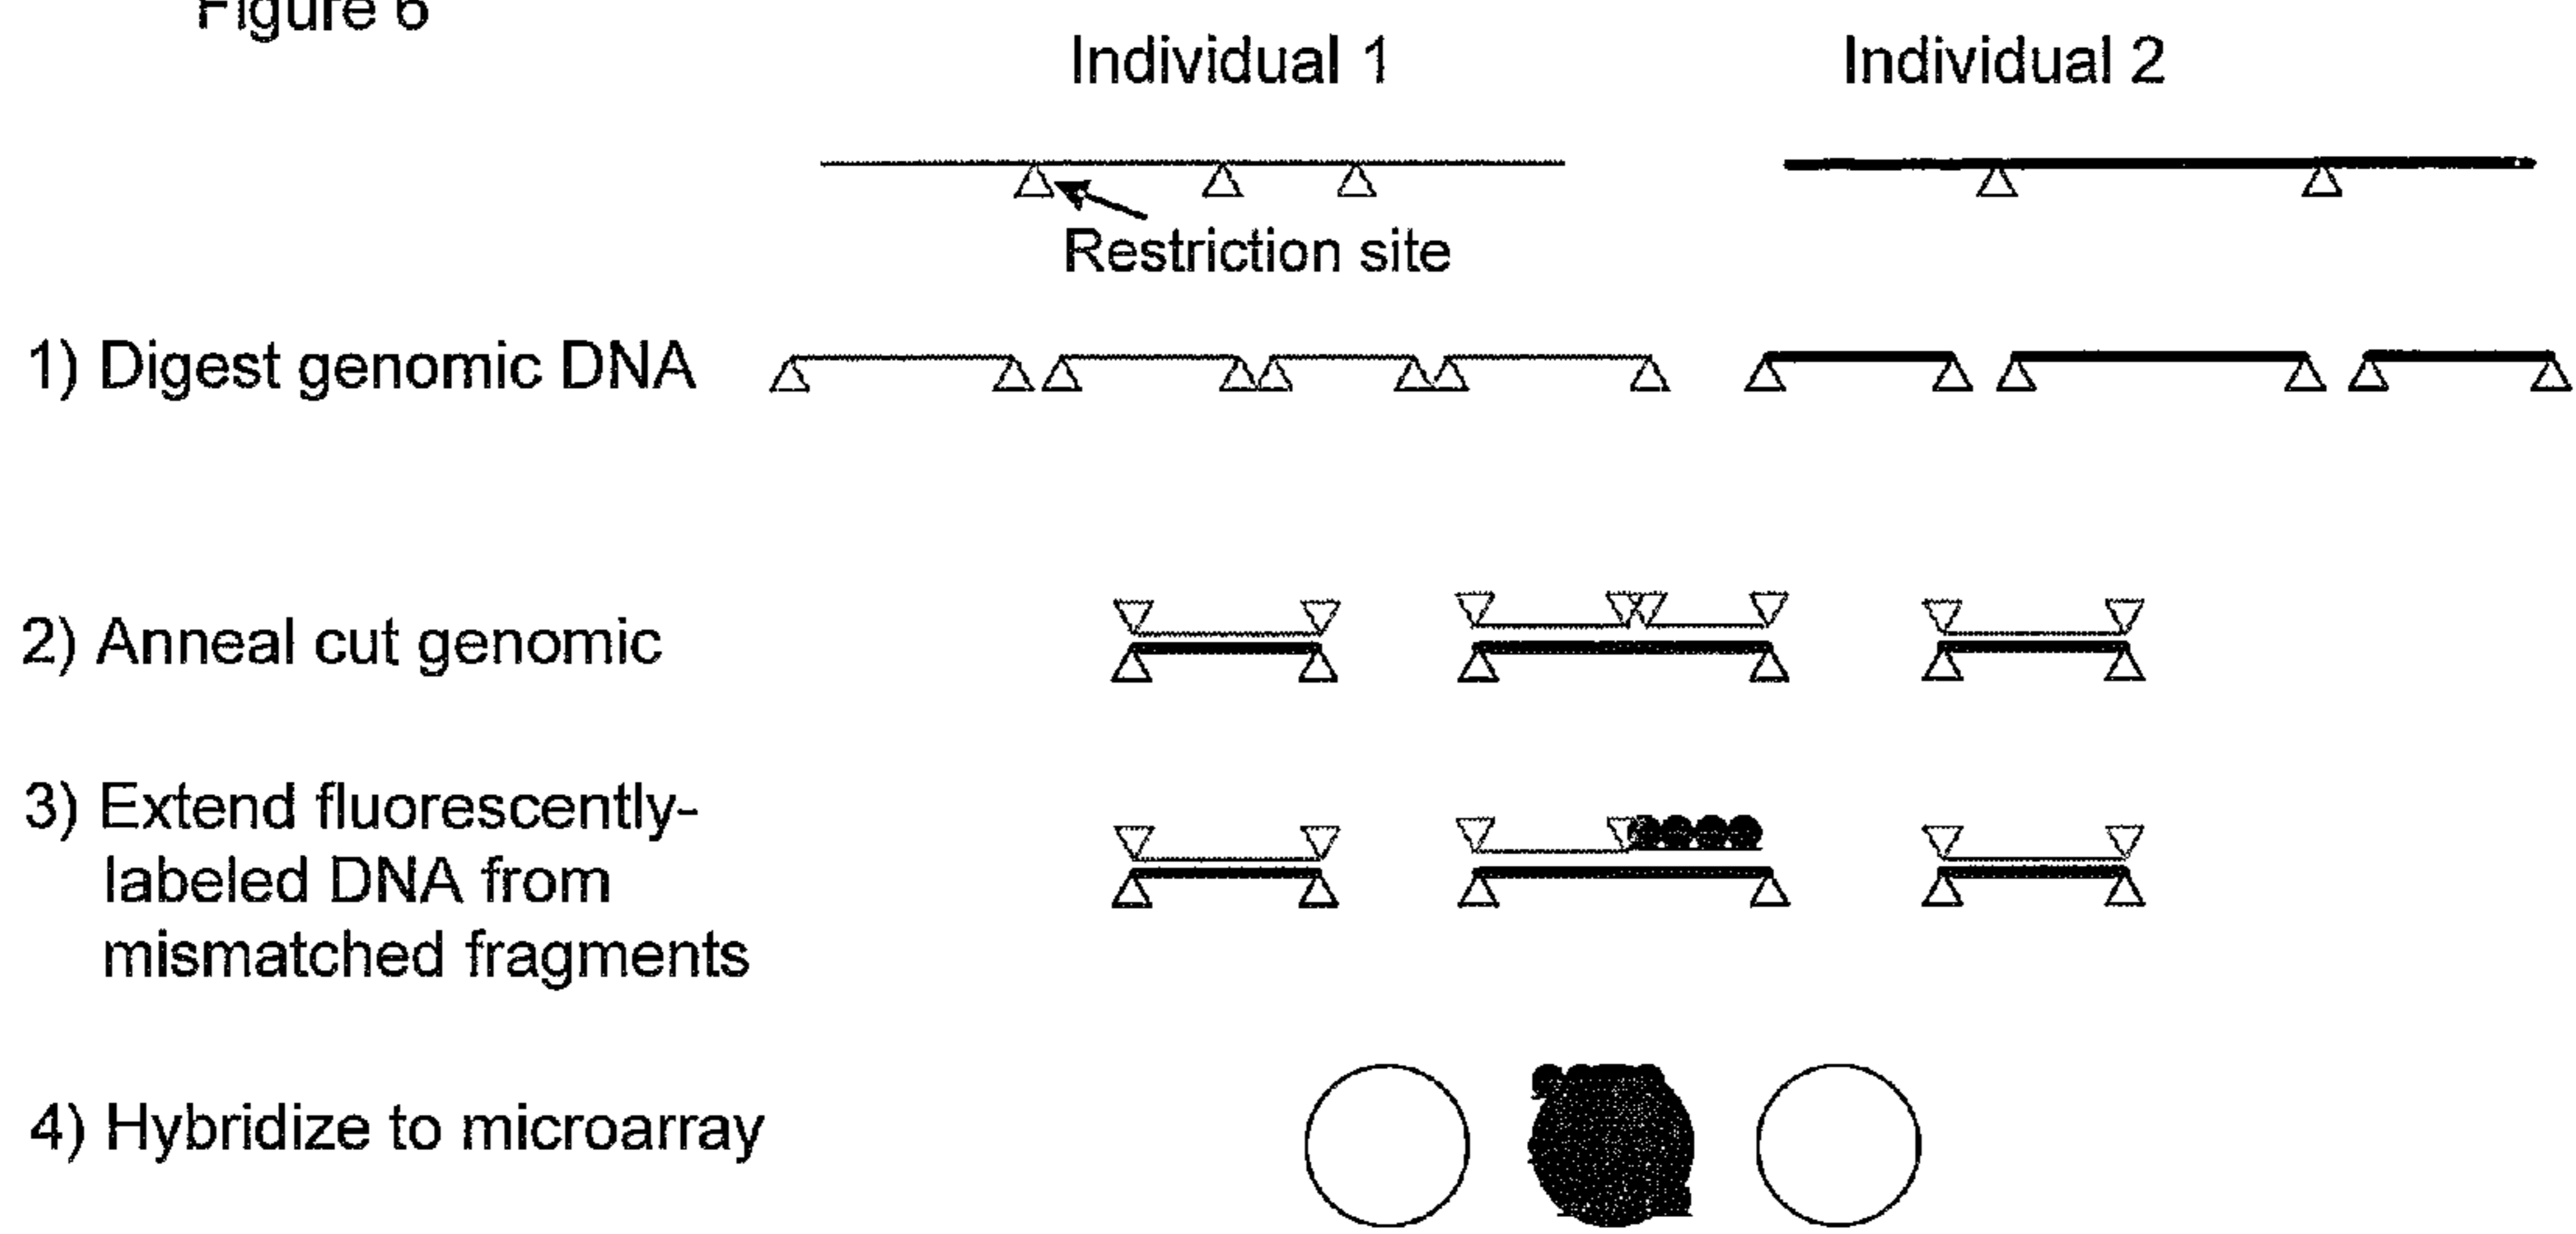 Figure 6
Individual 1
Individual 2
Restriction site
1) Digest genomic DNA
2) Anneal cut genomic
3) Extend fluorescently-
labeled DNA from
mismatched fragments
4) Hybridize to microarray